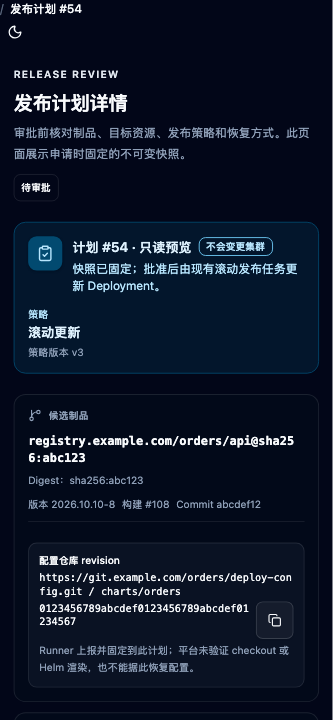 / 发布计划 #54
RELEASE REVIEW
发布计划详情
审批前核对制品、目标资源、发布策略和恢复方式。此页
面展示申请时固定的不可变快照。
待审批
计划 #54 · 只读预览 不会变更集群
快照已固定；批准后由现有滚动发布任务更
新 Deployment。
策略
滚动更新
策略版本 v3
候选制品
registry.example.com/orders/api@sha25
6:abc123
Digest：sha256:abc123
版本 2026.10.10-8 构建 #108 Commit abcdef12
配置仓库 revision
https://git.example.com/orders/deploy-con
fig.git / charts/orders
0123456789abcdef0123456789abcdef01
234567
Runner 上报并固定到此计划；平台未验证 checkout 或
Helm 渲染，也不能据此恢复配置。